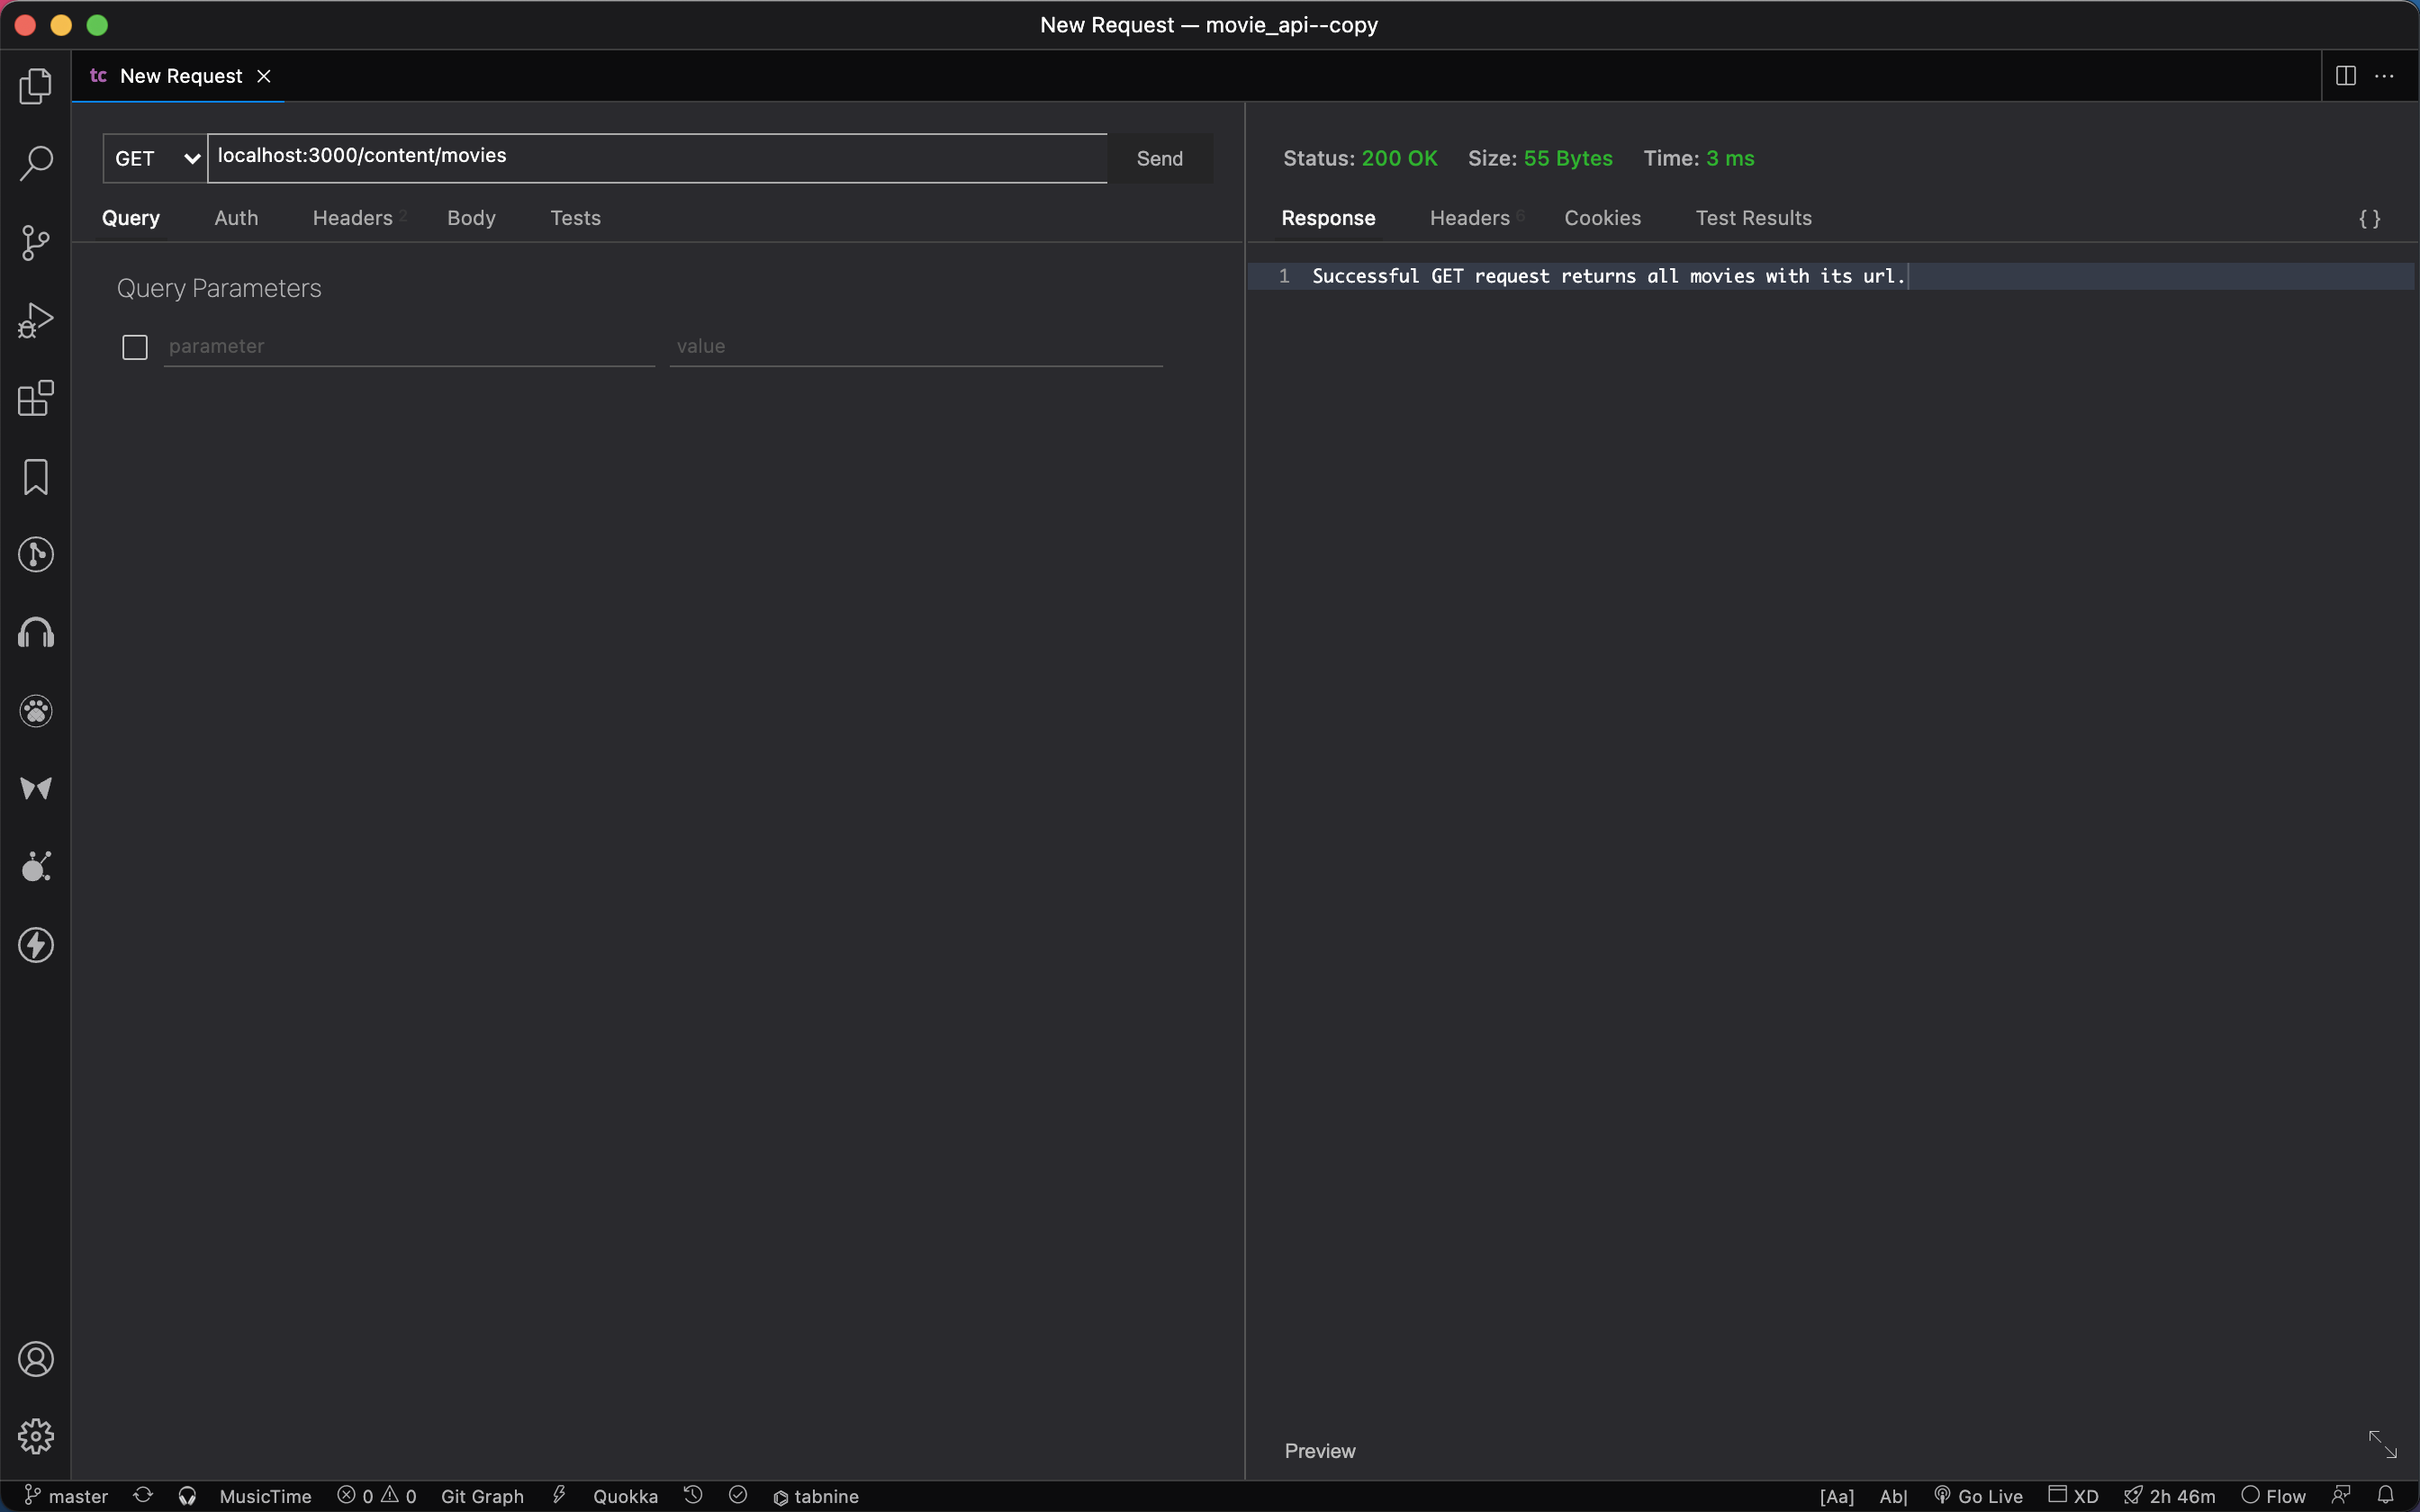 New Request — movie_api--copy
tc New Request
GET localhost:3000/content/movies Send
Status: 200 OK Size: 55 Bytes Time: 3 ms
Query Auth Headers 2 Body Tests
Response Headers 6 Cookies Test Results { }
Query Parameters
parameter value
1 Successful GET request returns all movies with its url.
Preview
master MusicTime 0 0 Git Graph Quokka tabnine [Aa] Ab| Go Live XD 2h 46m Flow